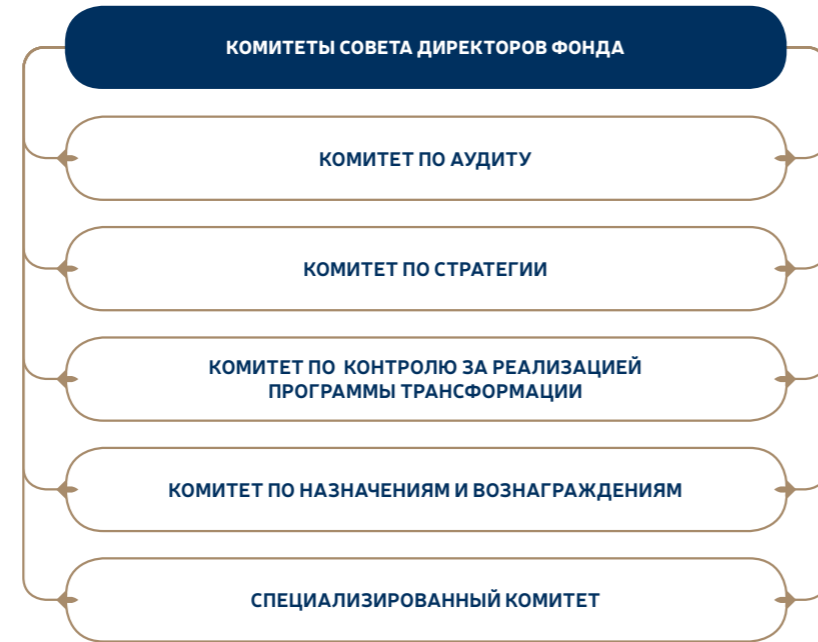 КОМИТЕТЫ СОВЕТА ДИРЕКТОРОВ ФОНДА
КОМИТЕТ ПО АУДИТУ
КОМИТЕТ ПО СТРАТЕГИИ
КОМИТЕТ ПО КОНТРОЛЮ ЗА РЕАЛИЗАЦИЕЙ
ПРОГРАММЫ ТРАНСФОРМАЦИИ
КОМИТЕТ ПО НАЗНАЧЕНИЯМ И ВОЗНАГРАЖДЕНИЯМ
СПЕЦИАЛИЗИРОВАННЫЙ КОМИТЕТ